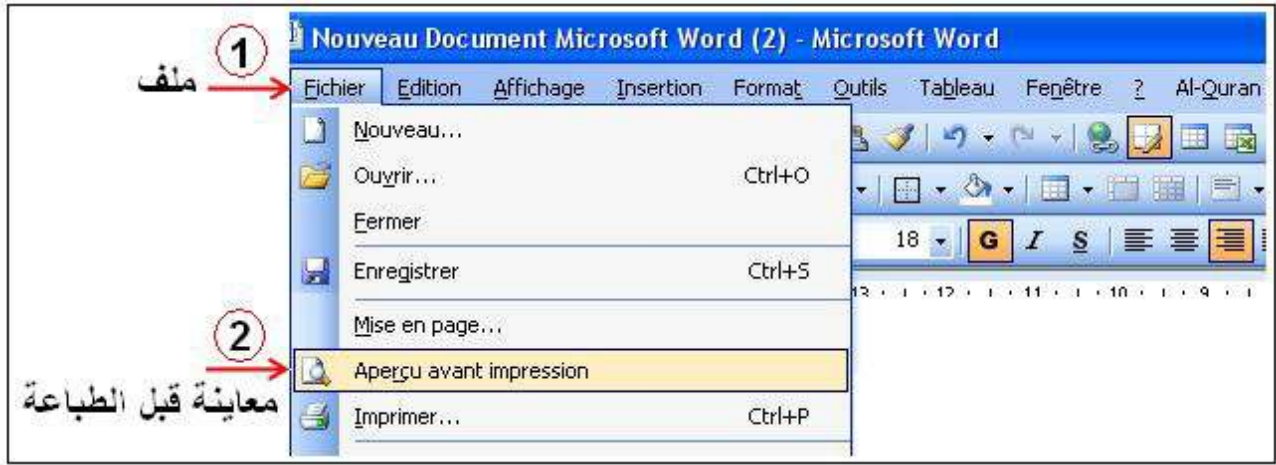 Nouveau Document Microsoft Word (2) - Microsoft Word
1
ملف
Fichier Edition Affichage Insertion Format Outils Tableau Fenêtre ? Al-Quran
Nouveau...
Ouvrir... Ctrl+O
Fermer
18 G I S
Enregistrer Ctrl+S
13 12 11 10 9
Mise en page...
2
Aperçu avant impression
معاينة قبل الطباعة
Imprimer... Ctrl+P